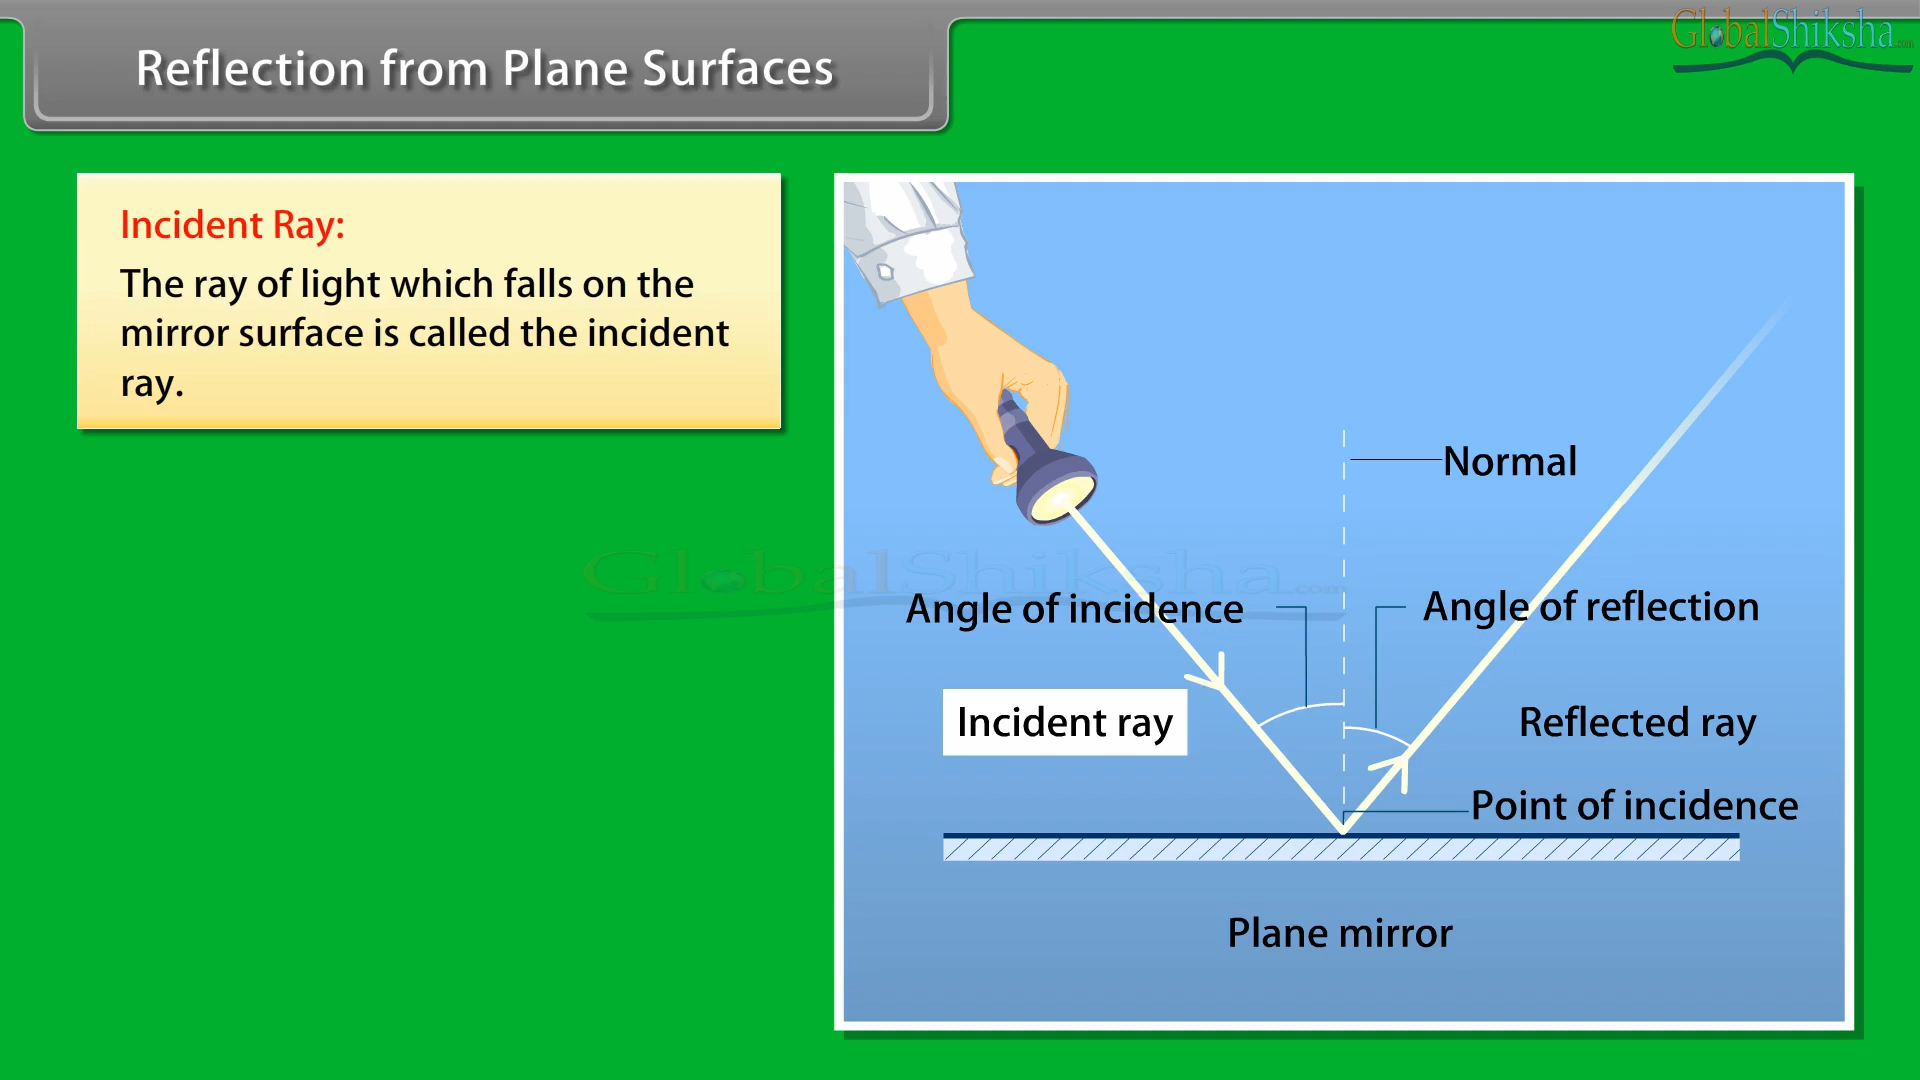 Reflection from Plane Surfaces
GlobalShiksha.com
Incident Ray:
The ray of light which falls on the
mirror surface is called the incident
ray.
Normal
GlobalShiksha.com
Angle of incidence
Angle of reflection
Incident ray
Reflected ray
Point of incidence
Plane mirror